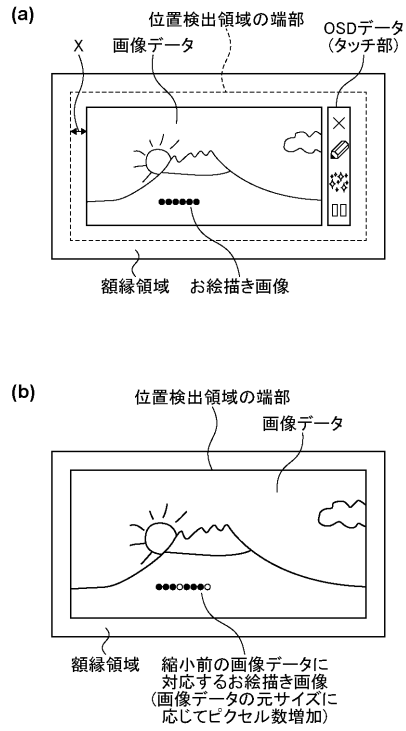 (a)
位置検出領域の端部
X
画像データ
OSDデータ
(タッチ部)
額縁領域
お絵描き画像
(b)
位置検出領域の端部
画像データ
額縁領域
縮小前の画像データに
対応するお絵描き画像
(画像データの元サイズに
応じてピクセル数増加)